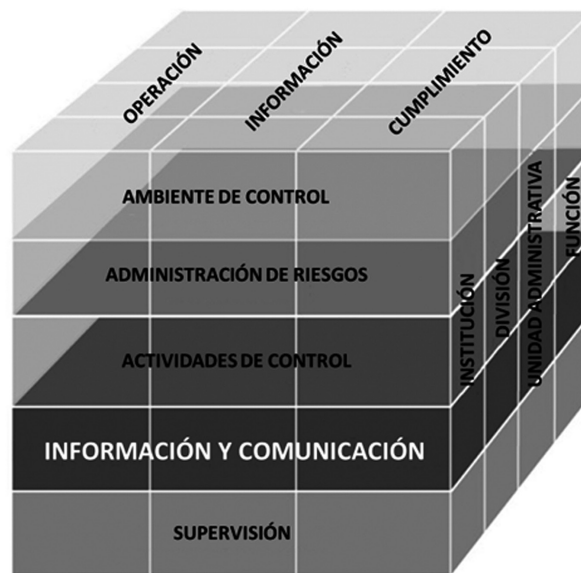 OPERACIÓN
INFORMACIÓN
CUMPLIMIENTO
AMBIENTE DE CONTROL
ADMINISTRACIÓN DE RIESGOS
ACTIVIDADES DE CONTROL
INFORMACIÓN Y COMUNICACIÓN
SUPERVISIÓN
INSTITUCIÓN
DIVISIÓN
UNIDAD ADMINISTRATIVA
FUNCIÓN